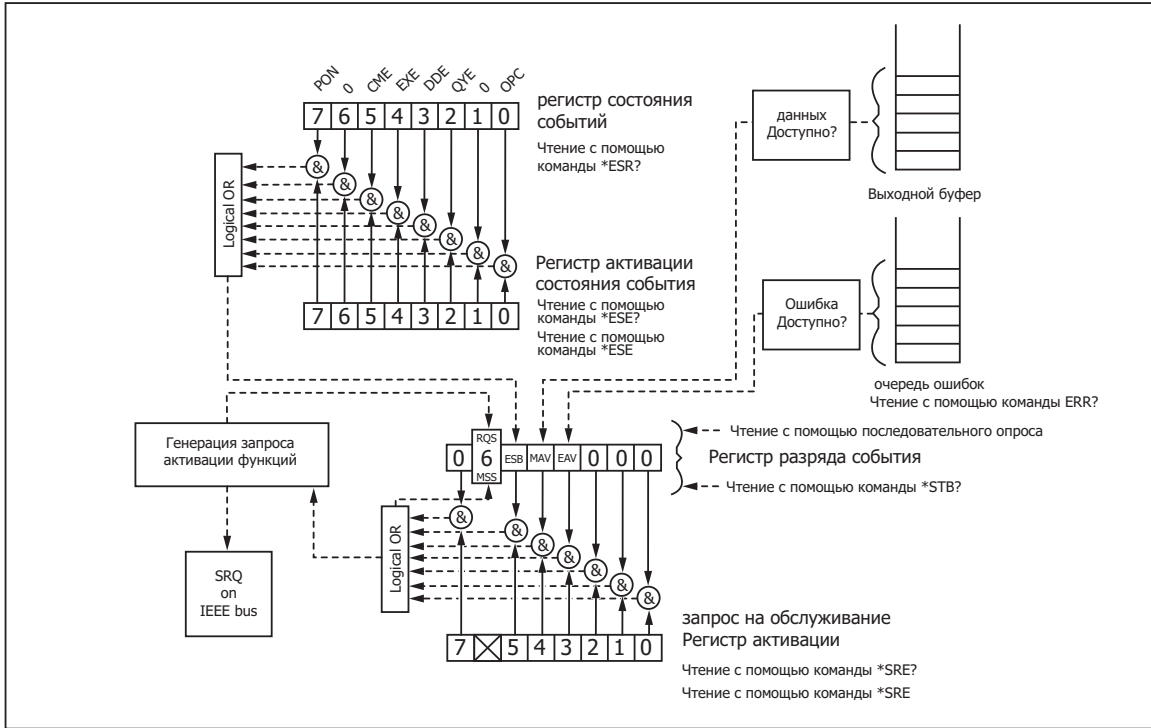 PON 0 CME EXE DDE QYE 0 OPC
7 6 5 4 3 2 1 0
регистр состояния
событий
Чтение с помощью
команды *ESR?
Logical OR
& & & & & & & &
Регистр активации
состояния события
Чтение с помощью
команды *ESE?
Чтение с помощью
команды *ESE
7 6 5 4 3 2 1 0
данных
Доступно?
Выходной буфер
Ошибка
Доступно?
очередь ошибок
Чтение с помощью команды ERR?
Генерация запроса
активации функций
SRQ
on
IEEE bus
RQS
0 6 ESB MAV EAV 0 0 0
MSS
Чтение с помощью последовательного опроса
Регистр разряда события
Чтение с помощью команды *STB?
Logical OR
& & & & & & &
запрос на обслуживание
Регистр активации
7 5 4 3 2 1 0
Чтение с помощью команды *SRE?
Чтение с помощью команды *SRE